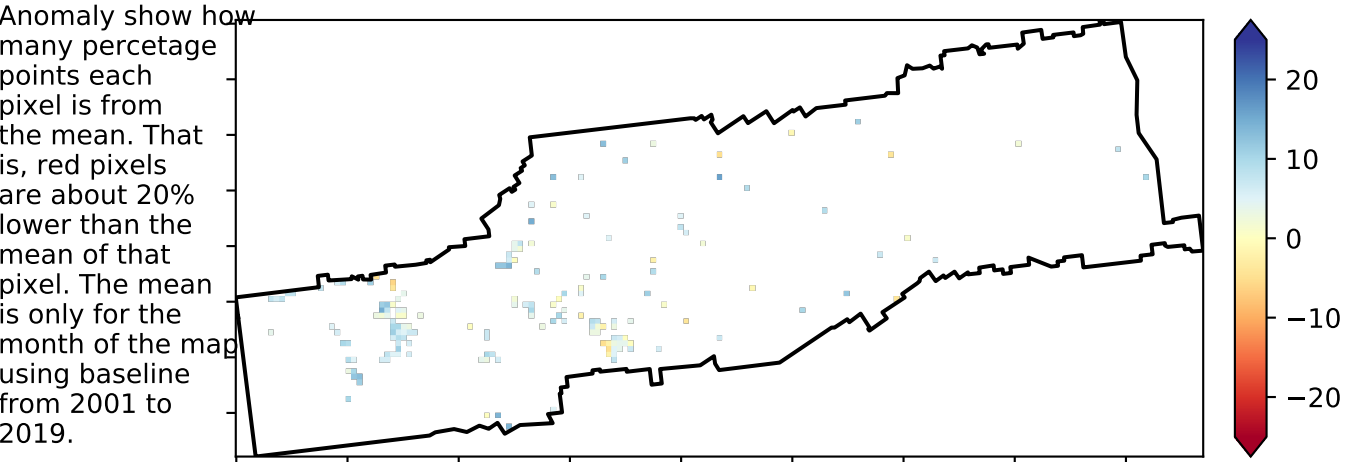 Anomaly show how
many percetage
points each
pixel is from
the mean. That
is, red pixels
are about 20%
lower than the
mean of that
pixel. The mean
is only for the
month of the map
using baseline
from 2001 to
2019.
20
10
0
−10
−20